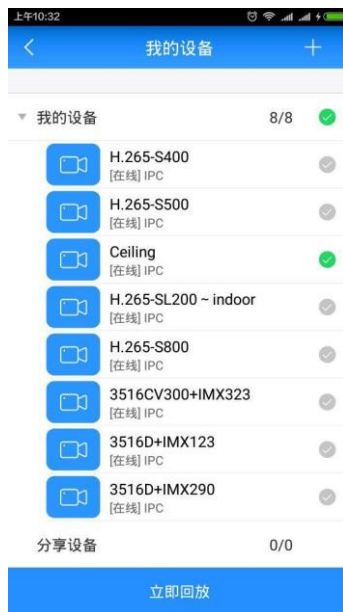 上午10:32
我的设备
我的设备 8/8
H.265-S400
[在线] IPC
H.265-S500
[在线] IPC
Ceiling
[在线] IPC
H.265-SL200 ~ indoor
[在线] IPC
H.265-S800
[在线] IPC
3516CV300+IMX323
[在线] IPC
3516D+IMX123
[在线] IPC
3516D+IMX290
[在线] IPC
分享设备 0/0
立即回放